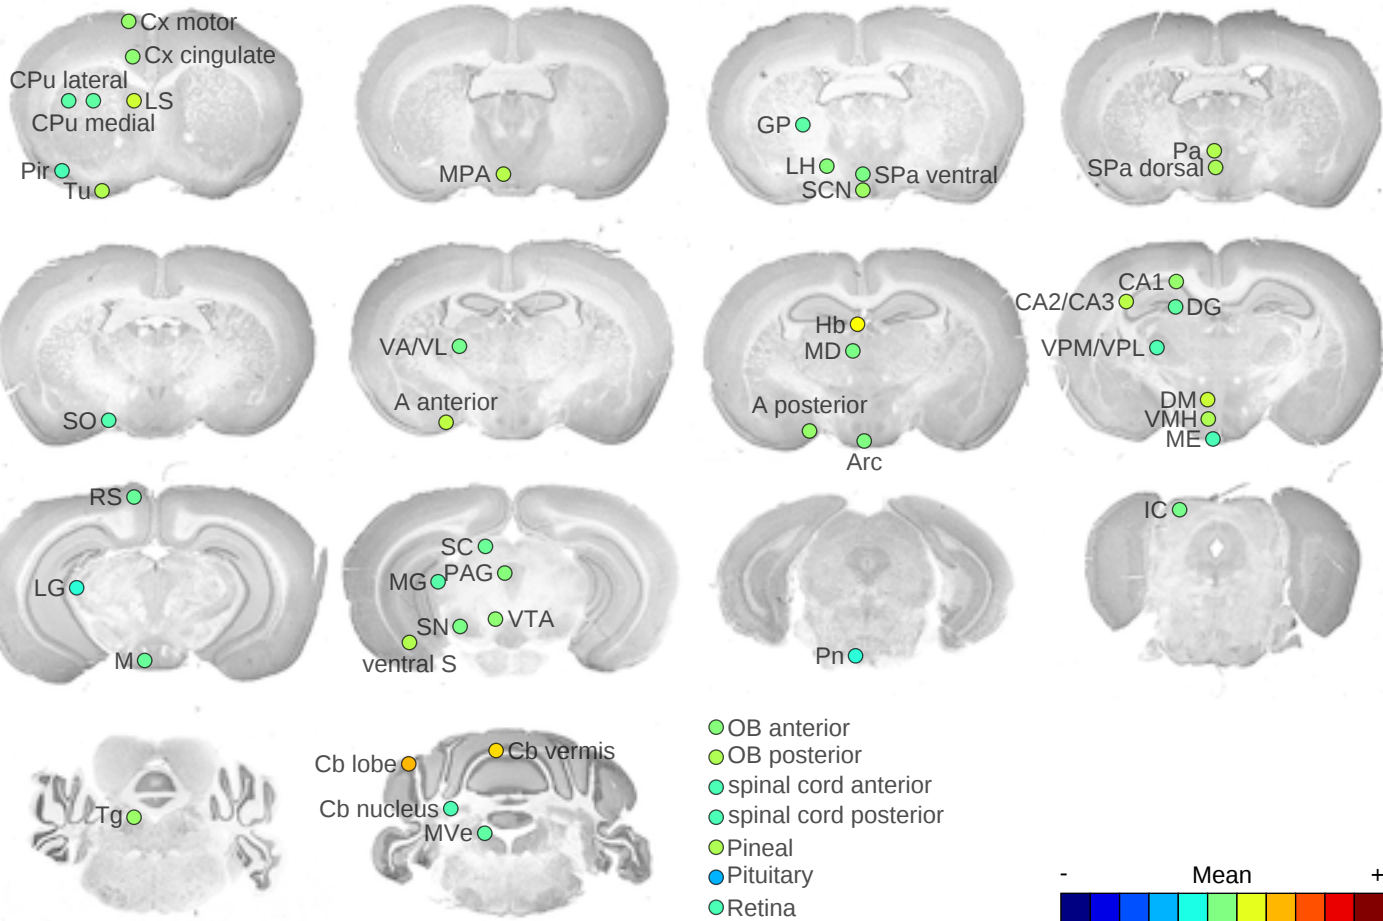 Cx motor
Cx cingulate
CPu lateral
LS
CPu medial
Pir
Tu
MPA
GP
LH
SPa ventral
SCN
Pa
SPa dorsal
SO
VA/VL
A anterior
Hb
MD
A posterior
Arc
CA1
CA2/CA3
DG
VPM/VPL
DM
VMH
ME
RS
LG
M
SC
MG
PAG
SN
VTA
ventral S
Pn
IC
Tg
Cb lobe
Cb vermis
Cb nucleus
MVe
OB anterior
OB posterior
spinal cord anterior
spinal cord posterior
Pineal
Pituitary
Retina
- Mean +